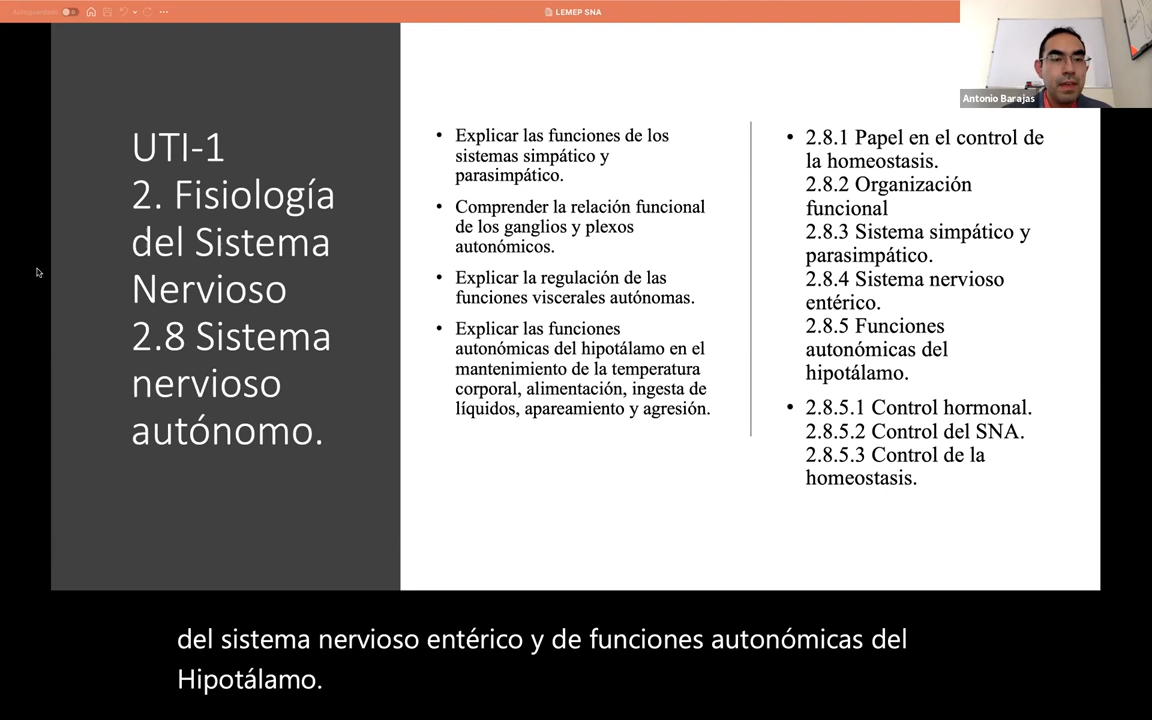 Autoguardado
LEMEP SNA
Antonio Barajas
UTI-1
2. Fisiología
del Sistema
Nervioso
2.8 Sistema
nervioso
autónomo.
• Explicar las funciones de los
sistemas simpático y
parasimpático.
• Comprender la relación funcional
de los ganglios y plexos
autonómicos.
• Explicar la regulación de las
funciones viscerales autónomas.
• Explicar las funciones
autonómicas del hipotálamo en el
mantenimiento de la temperatura
corporal, alimentación, ingesta de
líquidos, apareamiento y agresión.
• 2.8.1 Papel en el control de
la homeostasis.
2.8.2 Organización
funcional
2.8.3 Sistema simpático y
parasimpático.
2.8.4 Sistema nervioso
entérico.
2.8.5 Funciones
autonómicas del
hipotálamo.
• 2.8.5.1 Control hormonal.
2.8.5.2 Control del SNA.
2.8.5.3 Control de la
homeostasis.
del sistema nervioso entérico y de funciones autonómicas del
Hipotálamo.